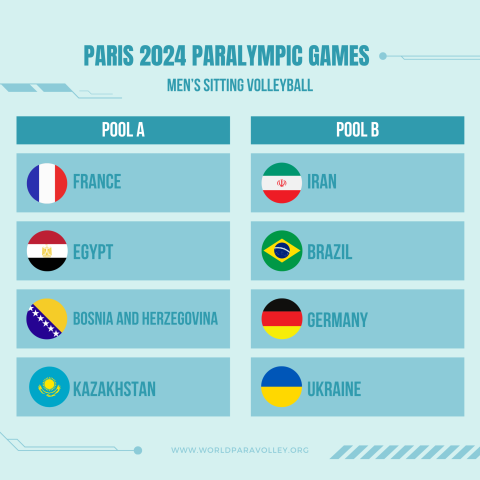 PARIS 2024 PARALYMPIC GAMES
MEN'S SITTING VOLLEYBALL
POOL A
FRANCE
EGYPT
BOSNIA AND HERZEGOVINA
KAZAKHSTAN
POOL B
IRAN
BRAZIL
GERMANY
UKRAINE
WWW.WORLDPARAVOLLEY.ORG